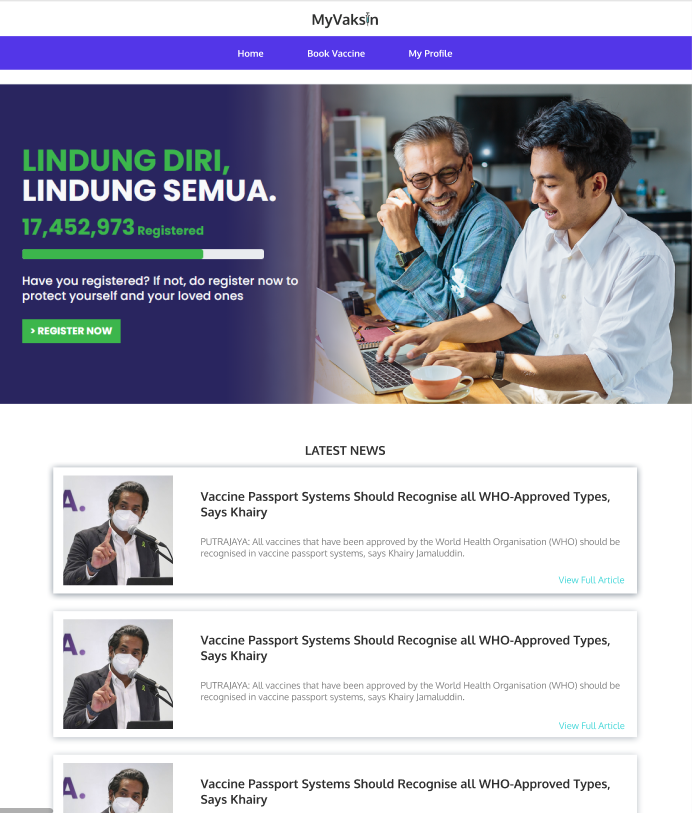 MyVaksin
Home Book Vaccine My Profile
LINDUNG DIRI,
LINDUNG SEMUA.
17,452,973 Registered
Have you registered? If not, do register now to
protect yourself and your loved ones
> REGISTER NOW
LATEST NEWS
A.
Vaccine Passport Systems Should Recognise all WHO-Approved Types,
Says Khairy
PUTRAJAYA: All vaccines that have been approved by the World Health Organisation (WHO) should be
recognised in vaccine passport systems, says Khairy Jamaluddin.
View Full Article
A.
Vaccine Passport Systems Should Recognise all WHO-Approved Types,
Says Khairy
PUTRAJAYA: All vaccines that have been approved by the World Health Organisation (WHO) should be
recognised in vaccine passport systems, says Khairy Jamaluddin.
View Full Article
A.
Vaccine Passport Systems Should Recognise all WHO-Approved Types,
Says Khairy